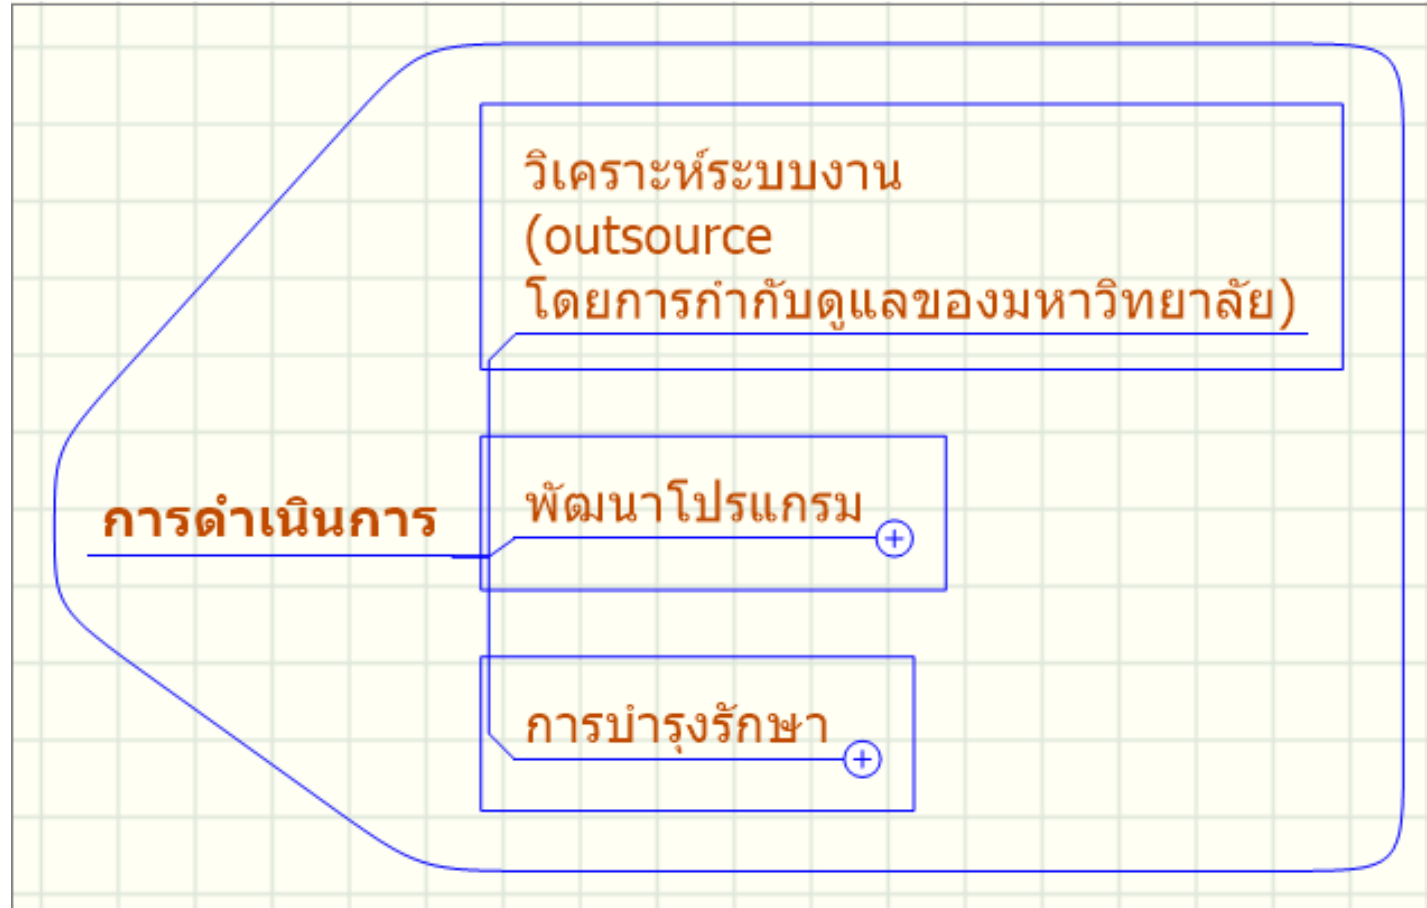 วิเคราะห์ระบบงาน
(outsource
โดยการกำกับดูแลของมหาวิทยาลัย)
การดำเนินการ
พัฒนาโปรแกรม
การบำรุงรักษา